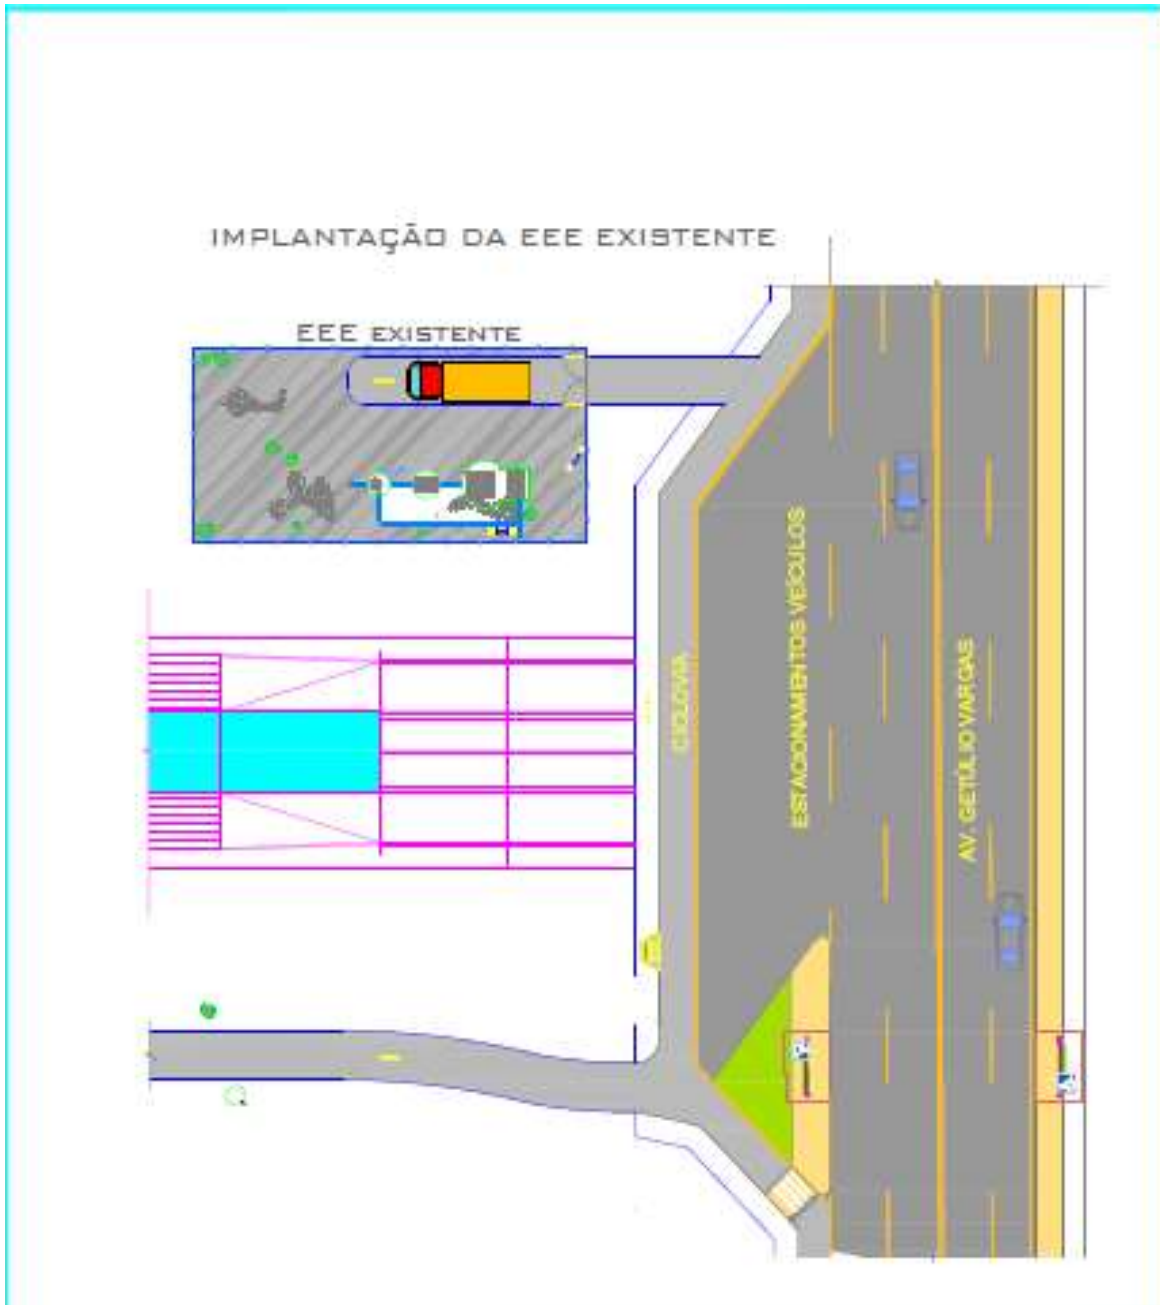 IMPLANTAÇÃO DA EEE EXISTENTE
EEE EXISTENTE
CICLOVIA
ESTACIONAMENTOS VEÍCULOS
AV. GETÚLIO VARGAS